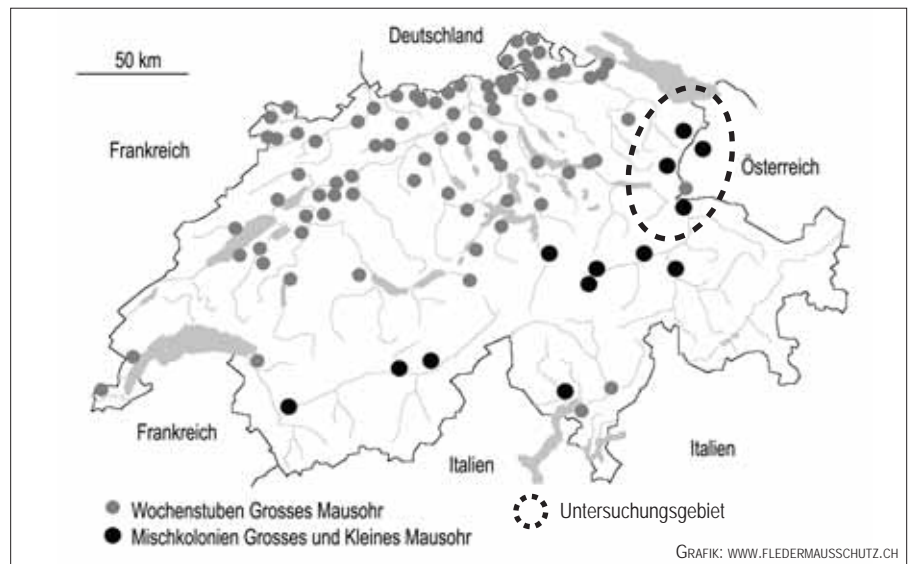 Deutschland
50 km
Frankreich
Österreich
Frankreich
Italien
Italien
Wochenstuben Grosses Mausohr
Untersuchungsgebiet
Mischkolonien Grosses und Kleines Mausohr
GRAFIK: WWW.FLEDERMAUSSCHUTZ.CH